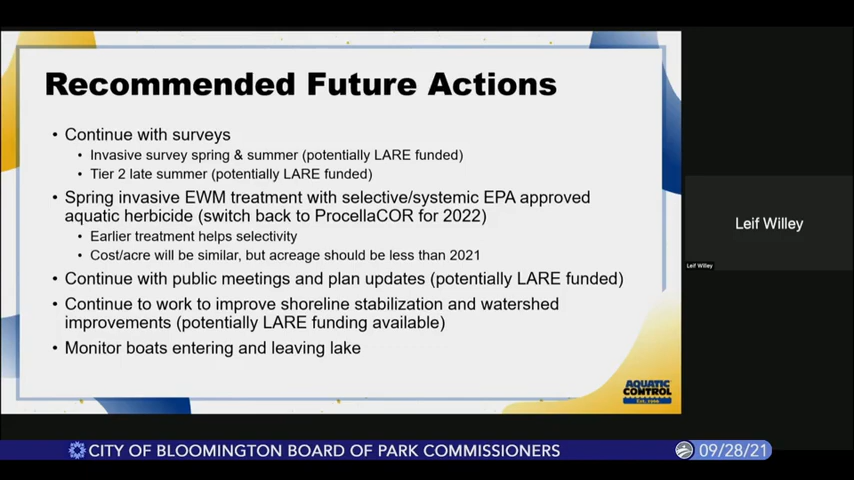 Recommended Future Actions
• Continue with surveys
• Invasive survey spring & summer (potentially LARE funded)
• Tier 2 late summer (potentially LARE funded)
• Spring invasive EWM treatment with selective/systemic EPA approved
aquatic herbicide (switch back to ProcellaCOR for 2022)
• Earlier treatment helps selectivity
• Cost/acre will be similar, but acreage should be less than 2021
• Continue with public meetings and plan updates (potentially LARE funded)
• Continue to work to improve shoreline stabilization and watershed
improvements (potentially LARE funding available)
• Monitor boats entering and leaving lake
AQUATIC
CONTROL
Leif Willey
Leif Willey
CITY OF BLOOMINGTON BOARD OF PARK COMMISSIONERS
09/28/21